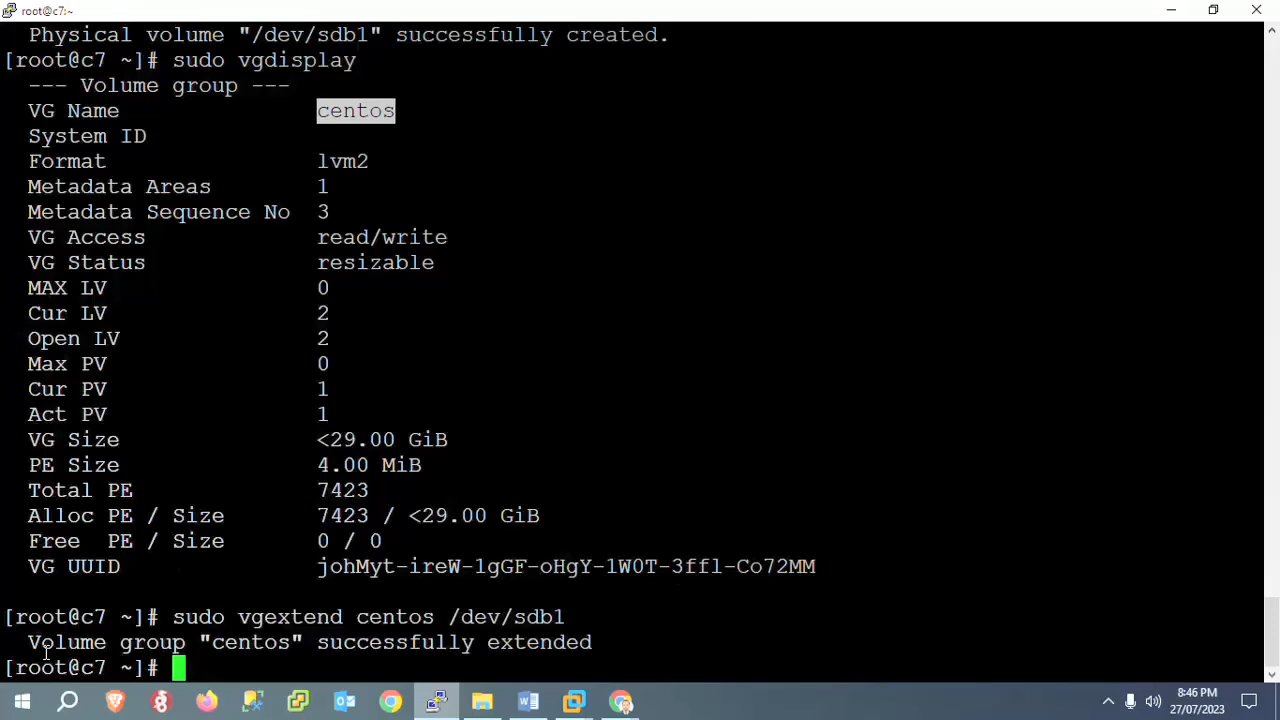 root@c7:~
Physical volume "/dev/sdb1" successfully created.
[root@c7 ~]# sudo vgdisplay
--- Volume group ---
VG Name centos
System ID
Format lvm2
Metadata Areas 1
Metadata Sequence No 3
VG Access read/write
VG Status resizable
MAX LV 0
Cur LV 2
Open LV 2
Max PV 0
Cur PV 1
Act PV 1
VG Size <29.00 GiB
PE Size 4.00 MiB
Total PE 7423
Alloc PE / Size 7423 / <29.00 GiB
Free PE / Size 0 / 0
VG UUID johMyt-ireW-1gGF-oHgY-1W0T-3ffl-Co72MM
[root@c7 ~]# sudo vgextend centos /dev/sdb1
Volume group "centos" successfully extended
[root@c7 ~]#
8:46 PM
27/07/2023